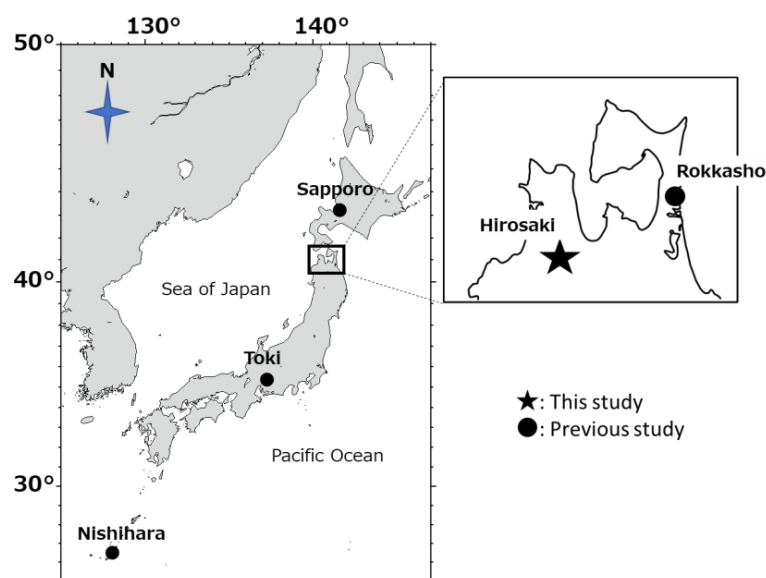 130° 140°
50°
N
Sapporo
Rokkasho
Hirosaki
40°
Sea of Japan
Toki
★: This study
●: Previous study
Pacific Ocean
30°
Nishihara